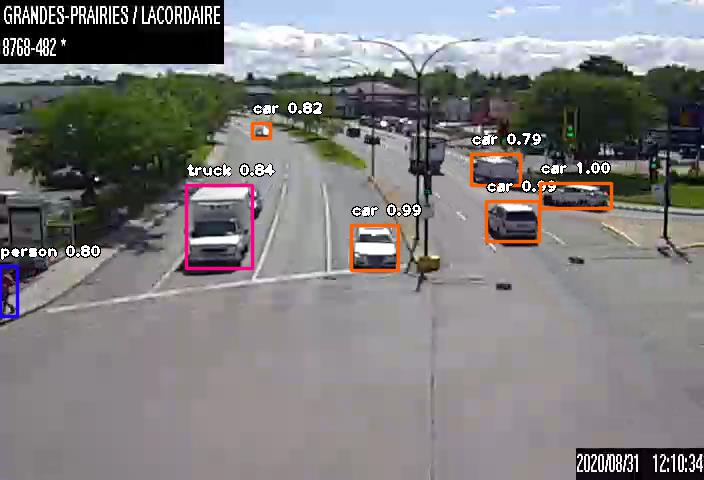 GRANDES-PRAIRIES / LACORDAIRE
8768-482 *
car 0.82
car 0.79
truck 0.84
car 1.00
car 0.99
car 0.99
person 0.80
2020/08/31 12:10:34